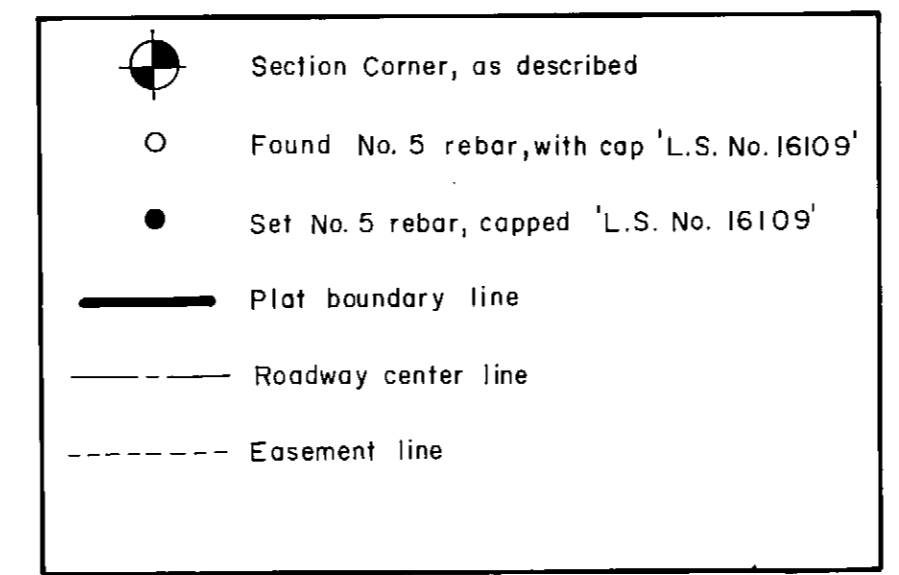 Section Corner, as described
Found No. 5 rebar, with cap 'L.S. No. 16109'
Set No. 5 rebar, capped 'L.S. No. 16109'
Plat boundary line
Roadway center line
Easement line